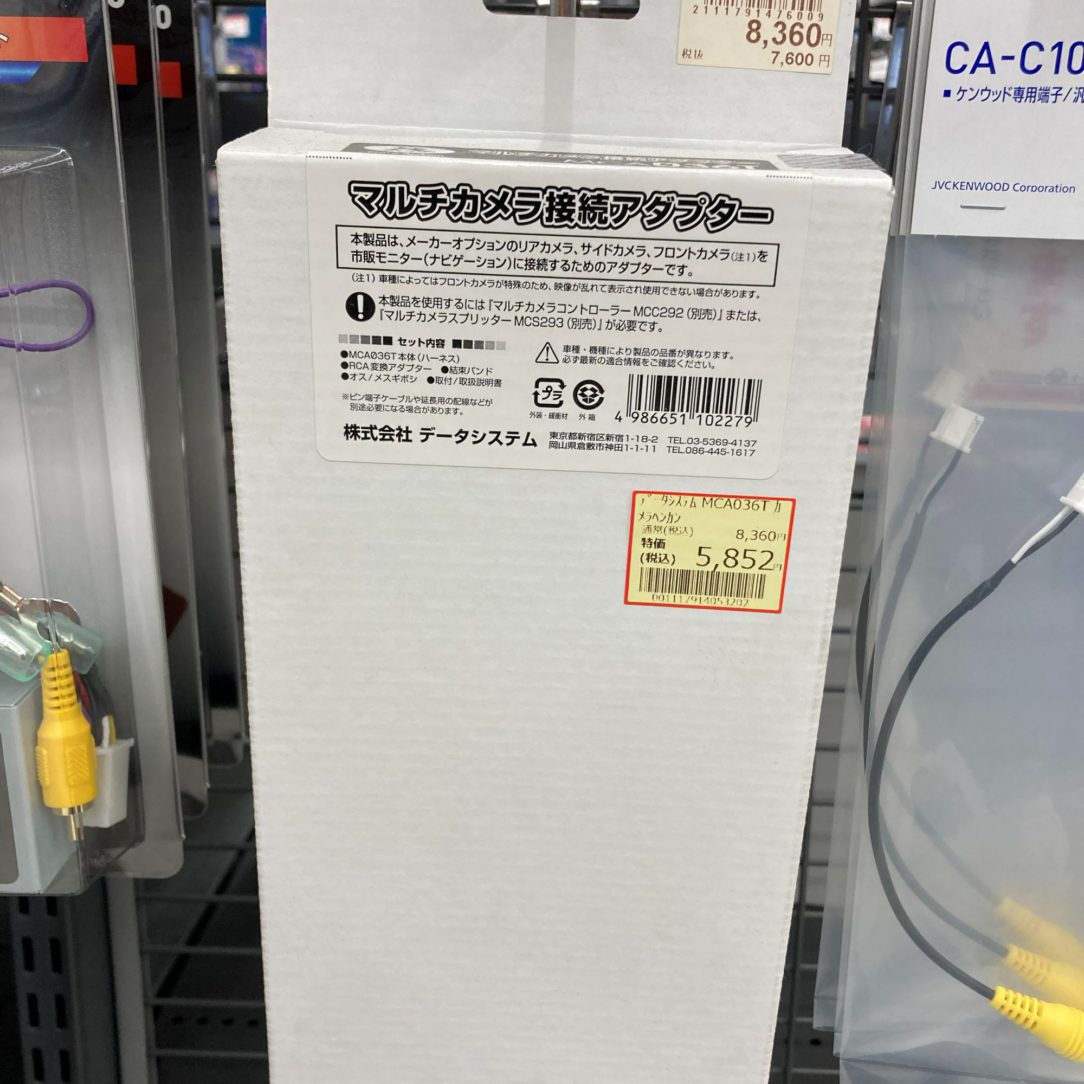 2111791476009
8,360円
税抜 7,600円
CA-C10
■ ケンウッド専用端子/汎
JVCKENWOOD Corporation
マルチカメラ接続アダプター
マルチカメラ接続アダプター
本製品は、メーカーオプションのリアカメラ、サイドカメラ、フロントカメラ(注1)を
市販モニター(ナビゲーション)に接続するためのアダプターです。
(注1) 車種によってはフロントカメラが特殊のため、映像が乱れて表示され使用できない場合があります。
本製品を使用するには『マルチカメラコントローラー MCC292 (別売)』または、
『マルチカメラスプリッター MCS293 (別売)』が必要です。
セット内容
●MCA036T本体(ハーネス)
●RCA変換アダプター ●結束バンド
●オス/メスギボシ ●取付/取扱説明書
※ピン端子ケーブルや延長用の配線などが
別途必要になる場合があります。
車種・機種により製品の品番が異なります。
必ず最新の適合情報をご確認ください。
プラ
外装・緩衝材 外箱
4 986651 102279
株式会社 データシステム
東京都新宿区新宿1-18-2 TEL.03-5369-4137
岡山県倉敷市神田1-1-11 TEL.086-445-1617
データシステム MCA036T カ
メラヘンカン
通常(税込) 8,360円
特価
(税込) 5,852円
001117914053202